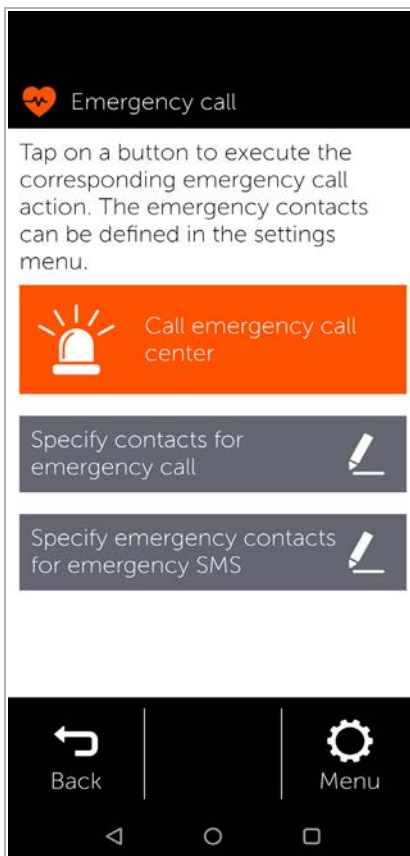 Emergency call
Tap on a button to execute the
corresponding emergency call
action. The emergency contacts
can be defined in the settings
menu.
Call emergency call
center
Specify contacts for
emergency call
Specify emergency contacts
for emergency SMS
Back
Menu